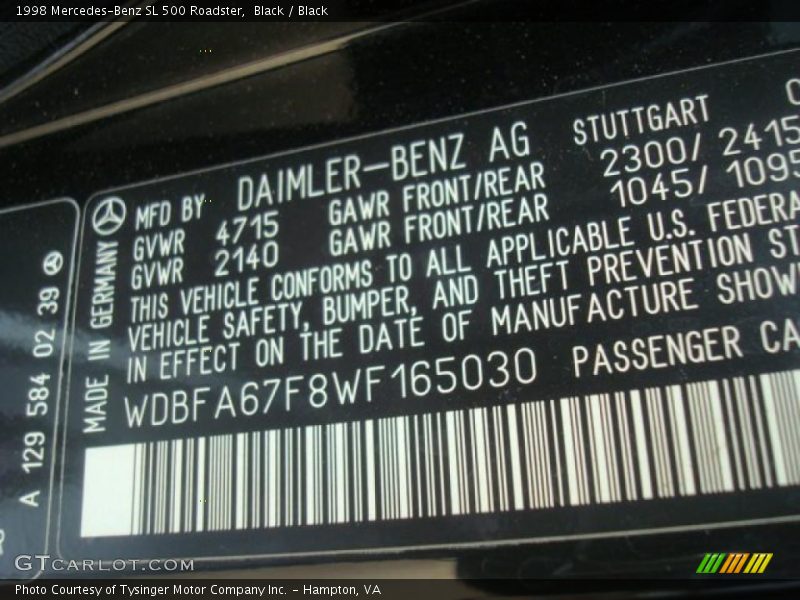 1998 Mercedes-Benz SL 500 Roadster,  Black / Black
MFD BY DAIMLER-BENZ AG STUTTGART
GVWR 4715 GAWR FRONT/REAR 2300/ 2415
GVWR 2140 GAWR FRONT/REAR 1045/ 1095
THIS VEHICLE CONFORMS TO ALL APPLICABLE U.S. FEDERA
VEHICLE SAFETY, BUMPER, AND THEFT PREVENTION ST
IN EFFECT ON THE DATE OF MANUFACTURE SHOW
WDBFA67F8WF165030 PASSENGER CA
MADE IN GERMANY
A 129 584 02 39
GTCARLOT.COM
Photo Courtesy of Tysinger Motor Company Inc. - Hampton, VA